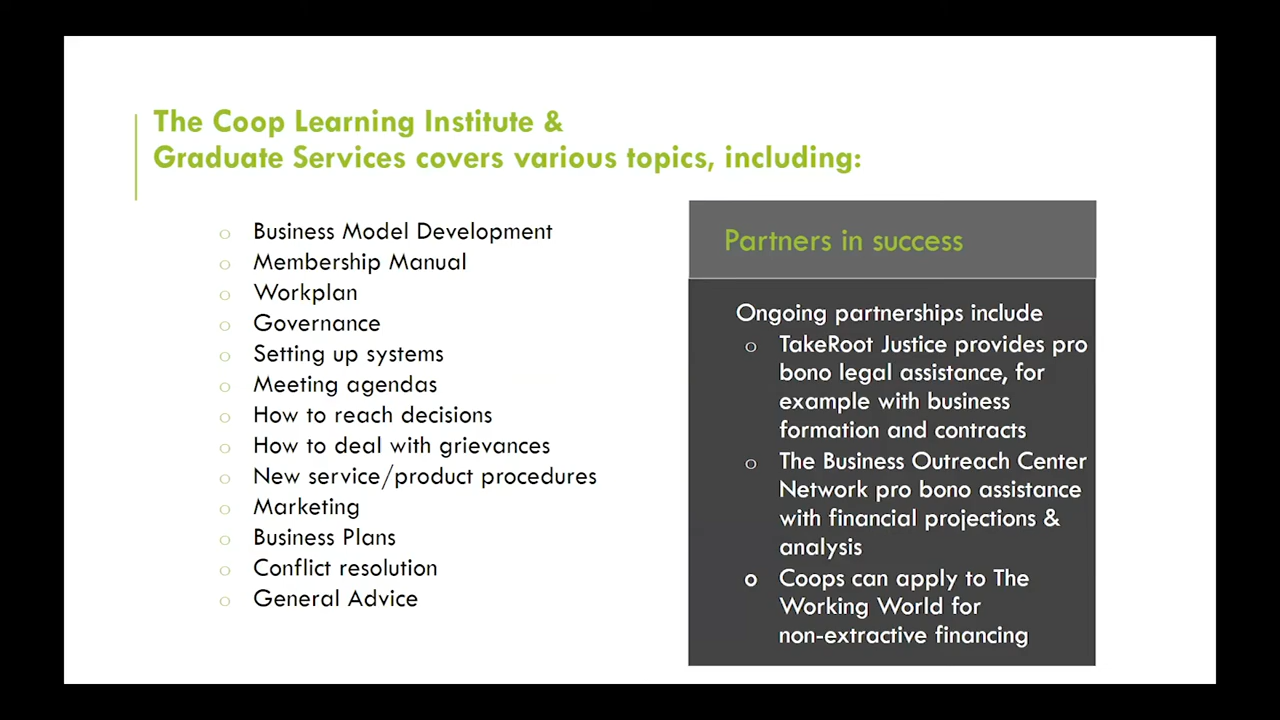 The Coop Learning Institute &
Graduate Services covers various topics, including:
o Business Model Development
o Membership Manual
o Workplan
o Governance
o Setting up systems
o Meeting agendas
o How to reach decisions
o How to deal with grievances
o New service/product procedures
o Marketing
o Business Plans
o Conflict resolution
o General Advice
Partners in success
Ongoing partnerships include
o TakeRoot Justice provides pro
bono legal assistance, for
example with business
formation and contracts
o The Business Outreach Center
Network pro bono assistance
with financial projections &
analysis
o Coops can apply to The
Working World for
non-extractive financing